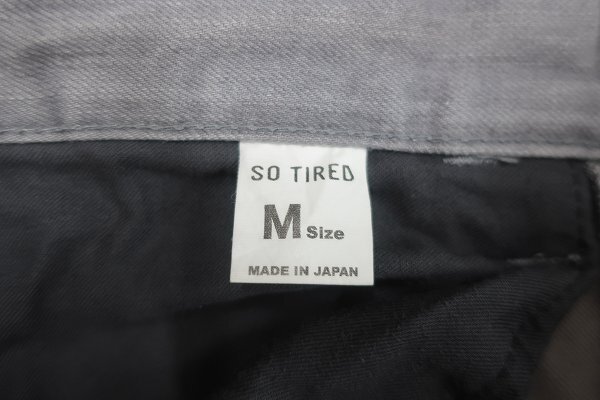 SO TIRED
M Size
MADE IN JAPAN